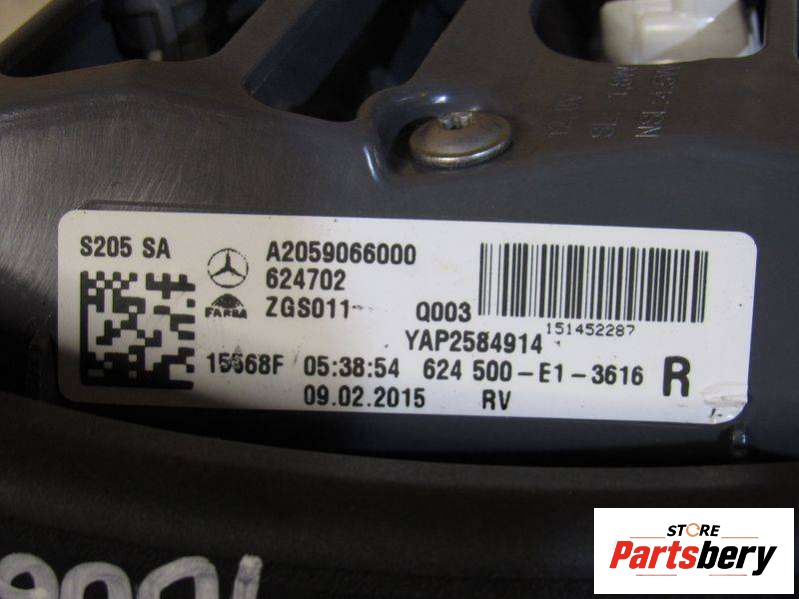 S205 SA
A2059066000
624702
FARBA
ZGS011
Q003
151452287
YAP2584914
15568F 05:38:54 624 500-E1-3616 R
09.02.2015 RV
STORE
Partsbery